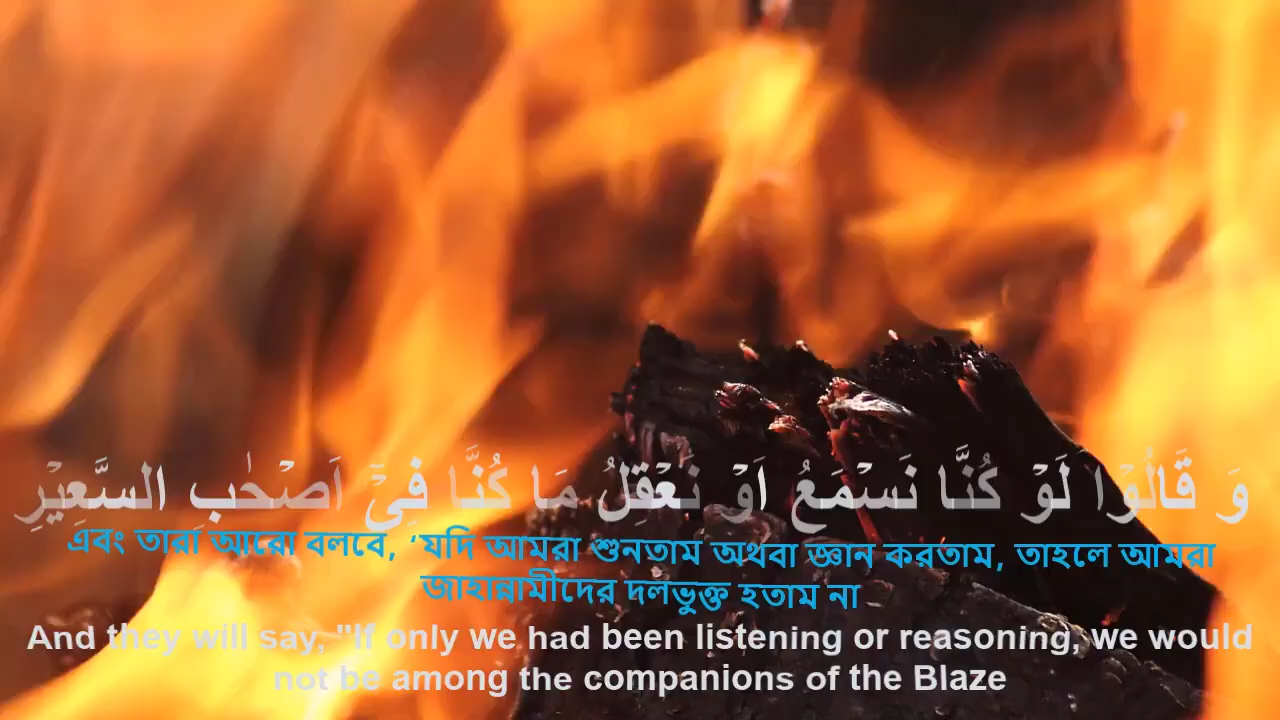 وَ قَالُوۡا لَوۡ كُنَّا نَسۡمَعُ اَوۡ نَعۡقِلُ مَا كُنَّا فِىۡۤ اَصۡحٰبِ السَّعِيۡرِ
এবং তারা আরো বলবে, ‘যদি আমরা শুনতাম অথবা জ্ঞান করতাম, তাহলে আমরা
জাহান্নামীদের দলভুক্ত হতাম না
And they will say, "If only we had been listening or reasoning, we would
not be among the companions of the Blaze